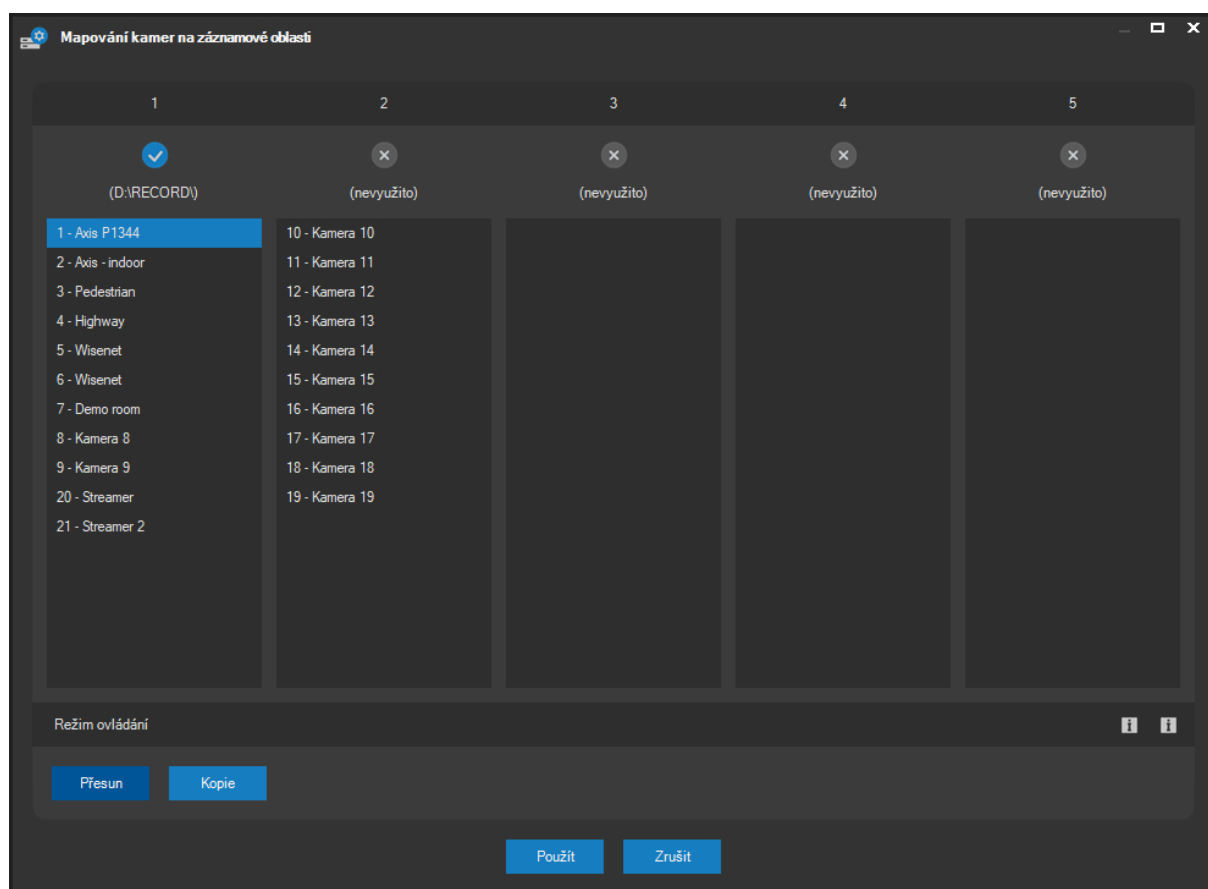 Mapování kamer na záznamové oblasti
1 2 3 4 5
(D:\RECORD\) (nevyužito) (nevyužito) (nevyužito) (nevyužito)
1 - Axis P1344 10 - Kamera 10
2 - Axis - indoor 11 - Kamera 11
3 - Pedestrian 12 - Kamera 12
4 - Highway 13 - Kamera 13
5 - Wisenet 14 - Kamera 14
6 - Wisenet 15 - Kamera 15
7 - Demo room 16 - Kamera 16
8 - Kamera 8 17 - Kamera 17
9 - Kamera 9 18 - Kamera 18
20 - Streamer 19 - Kamera 19
21 - Streamer 2
Režim ovládání
Přesun Kopie
Použít Zrušit